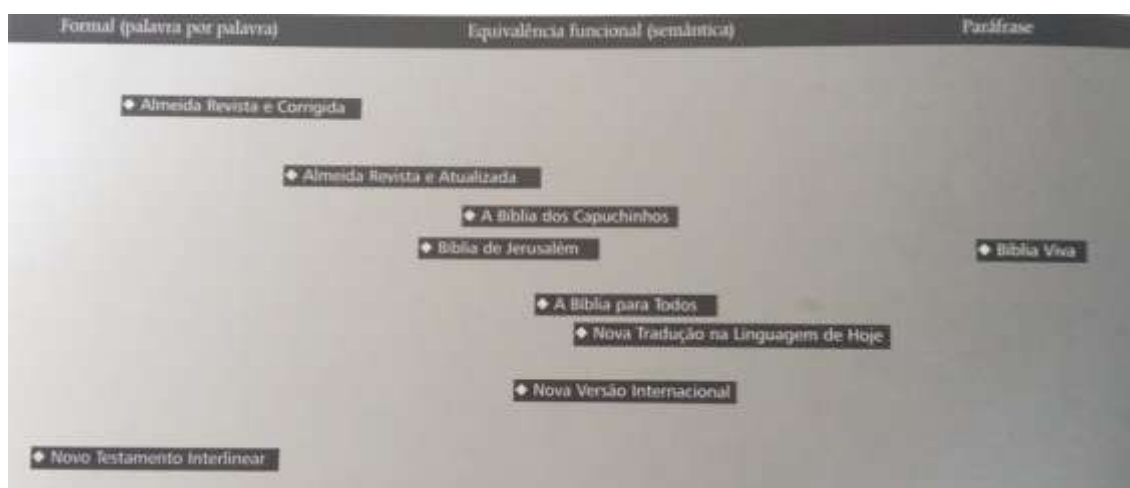 Formal (palavra por palavra) Equivalência funcional (semântica) Paráfrase
◆ Almeida Revista e Corrigida
◆ Almeida Revista e Atualizada
◆ A Bíblia dos Capuchinhos
◆ Bíblia de Jerusalém ◆ Bíblia Viva
◆ A Bíblia para Todos
◆ Nova Tradução na Linguagem de Hoje
◆ Nova Versão Internacional
◆ Novo Testamento Interlinear